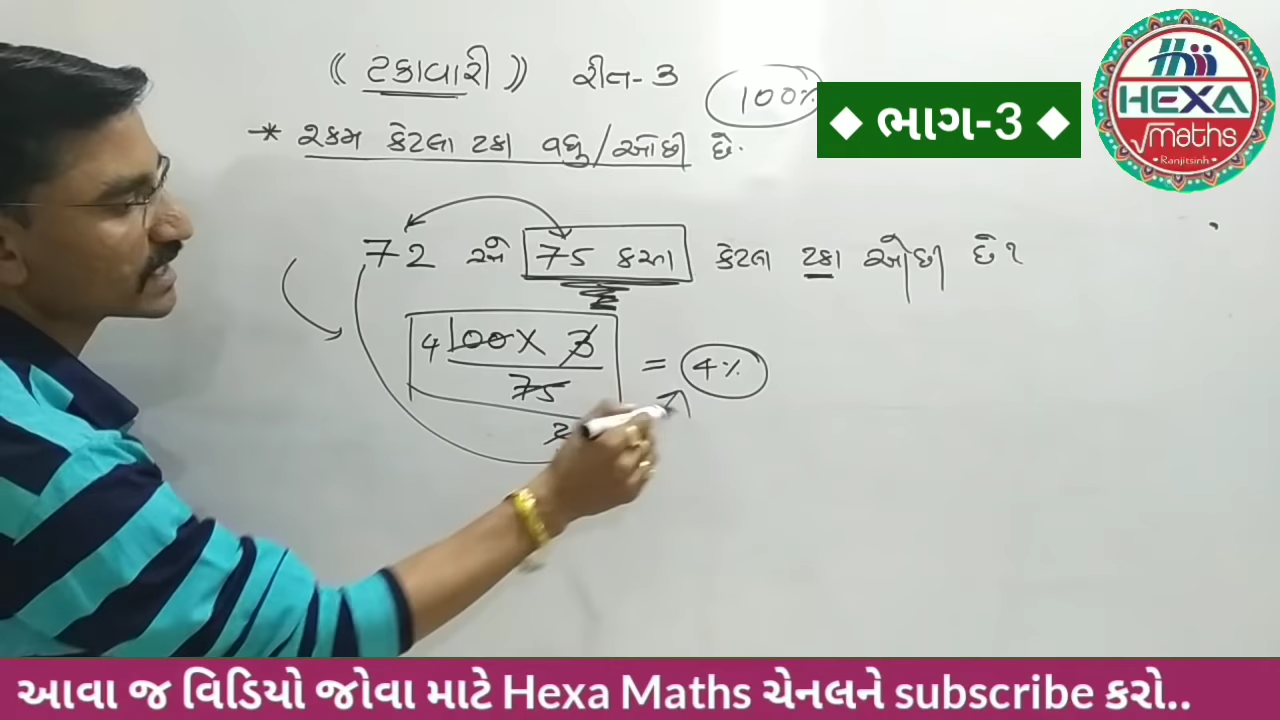 (( ટકાવારી )) રીત-3
100%
◆ ભાગ-3 ◆
HEXA
maths
Ranjitsinh
* રકમ કેટલા ટકા વધુ/ઓછી છે.
72 એ 75 કરતા કેટલા ટકા ઓછા છે?
4 100 × 3
75
= 4%
આવા જ વિડિયો જોવા માટે Hexa Maths ચેનલને subscribe કરો..